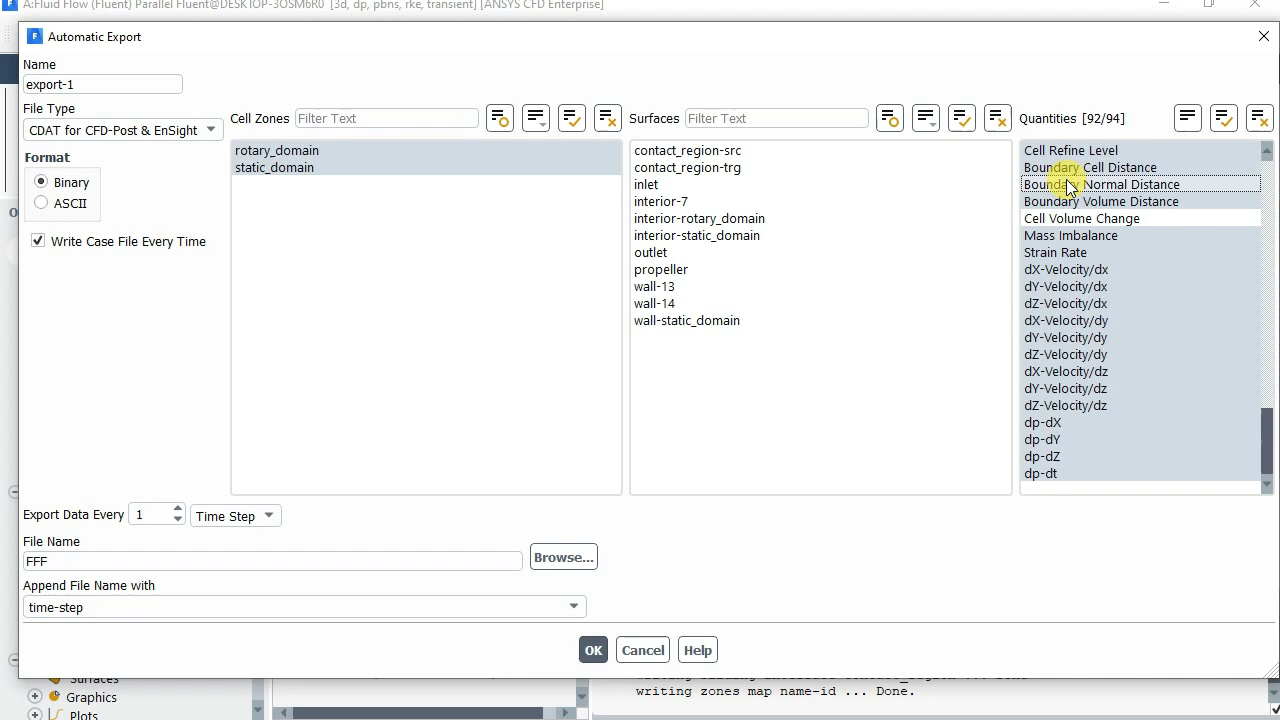 A:Fluid Flow (Fluent) Parallel Fluent@DESKTOP-3OSM6R0 [3d, dp, pbns, rke, transient] [ANSYS CFD Enterprise]
Automatic Export
Name
export-1
File Type
CDAT for CFD-Post & EnSight
Format
Binary
ASCII
Write Case File Every Time
Cell Zones
Filter Text
rotary_domain
static_domain
Surfaces
Filter Text
contact_region-src
contact_region-trg
inlet
interior-7
interior-rotary_domain
interior-static_domain
outlet
propeller
wall-13
wall-14
wall-static_domain
Quantities [92/94]
Cell Refine Level
Boundary Cell Distance
Boundary Normal Distance
Boundary Volume Distance
Cell Volume Change
Mass Imbalance
Strain Rate
dX-Velocity/dx
dY-Velocity/dx
dZ-Velocity/dx
dX-Velocity/dy
dY-Velocity/dy
dZ-Velocity/dy
dX-Velocity/dz
dY-Velocity/dz
dZ-Velocity/dz
dp-dX
dp-dY
dp-dZ
dp-dt
Export Data Every
1
Time Step
File Name
FFF
Browse...
Append File Name with
time-step
OK
Cancel
Help
Surfaces
Graphics
Plots
writing zones map name-id ... Done.